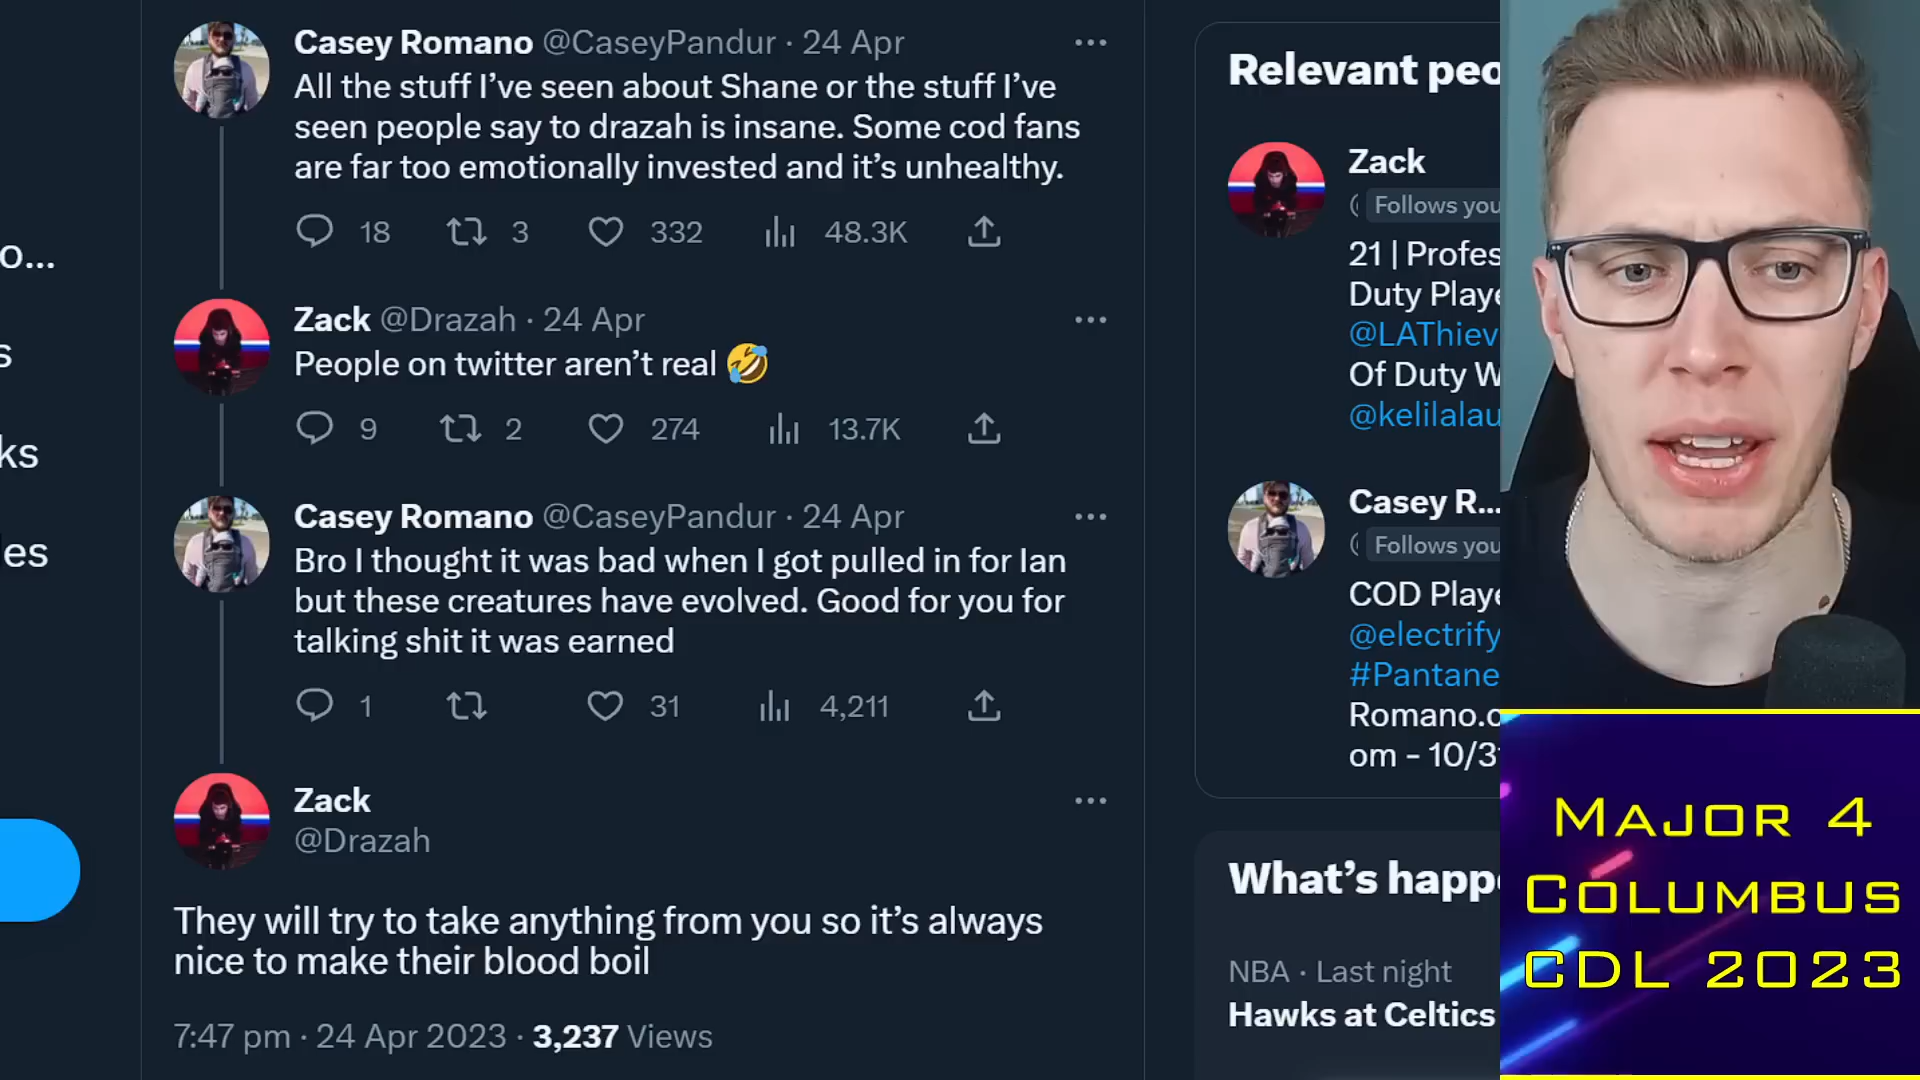 Casey Romano @CaseyPandur · 24 Apr
All the stuff I've seen about Shane or the stuff I've
seen people say to drazah is insane. Some cod fans
are far too emotionally invested and it's unhealthy.
18 3 332 48.3K
Zack @Drazah · 24 Apr
People on twitter aren't real 🤣
9 2 274 13.7K
Casey Romano @CaseyPandur · 24 Apr
Bro I thought it was bad when I got pulled in for Ian
but these creatures have evolved. Good for you for
talking shit it was earned
1 31 4,211
Zack
@Drazah
They will try to take anything from you so it's always
nice to make their blood boil
7:47 pm · 24 Apr 2023 · 3,237 Views
o...
s
ks
es
Relevant peo
Zack
Follows you
21 | Profes
Duty Playe
@LAThiev
Of Duty W
@kelilalau
Casey R...
Follows you
COD Playe
@electrify
#Pantane
Romano.c
om - 10/3
What's happe
NBA · Last night
Hawks at Celtics
MAJOR 4
COLUMBUS
CDL 2023